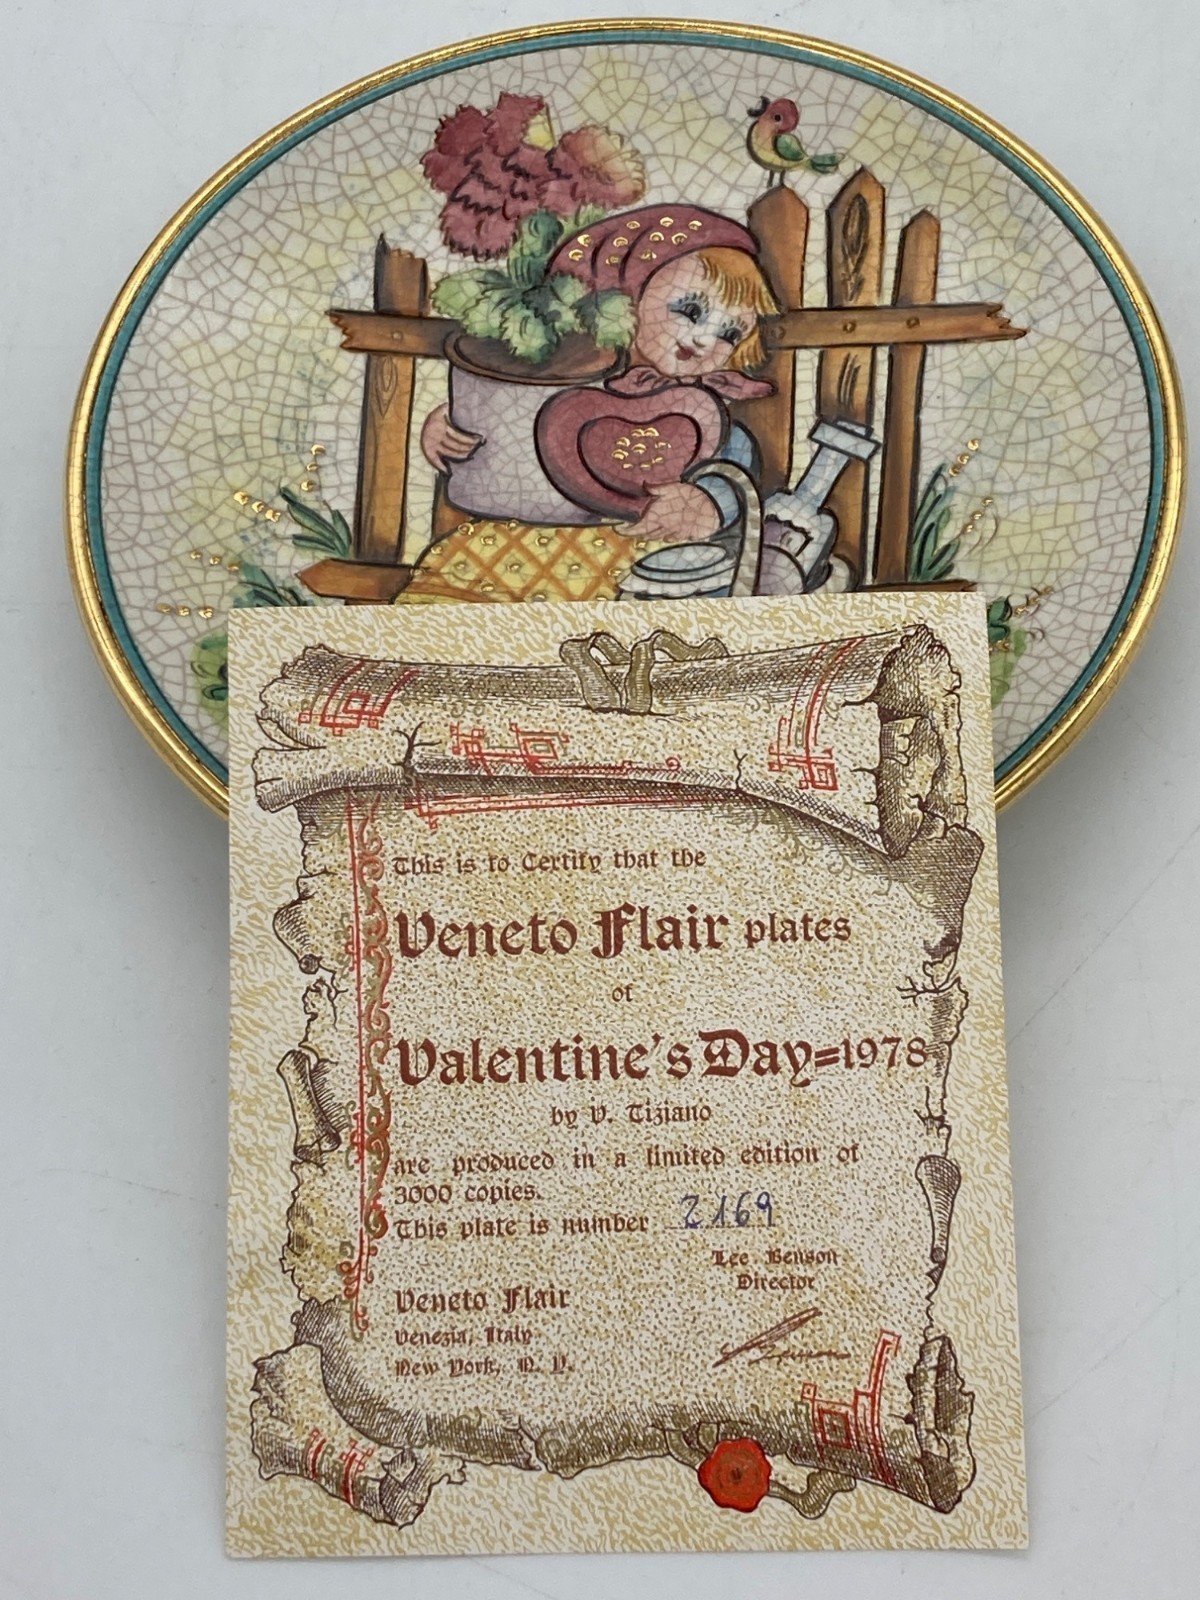 This is to Certify that the
Veneto Flair plates
of
Valentine's Day=1978
by V. Tiziano
are produced in a limited edition of
3000 copies.
This plate is number 2169
Lee Benson
Director
Veneto Flair
Venezia, Italy
New York, N. Y.